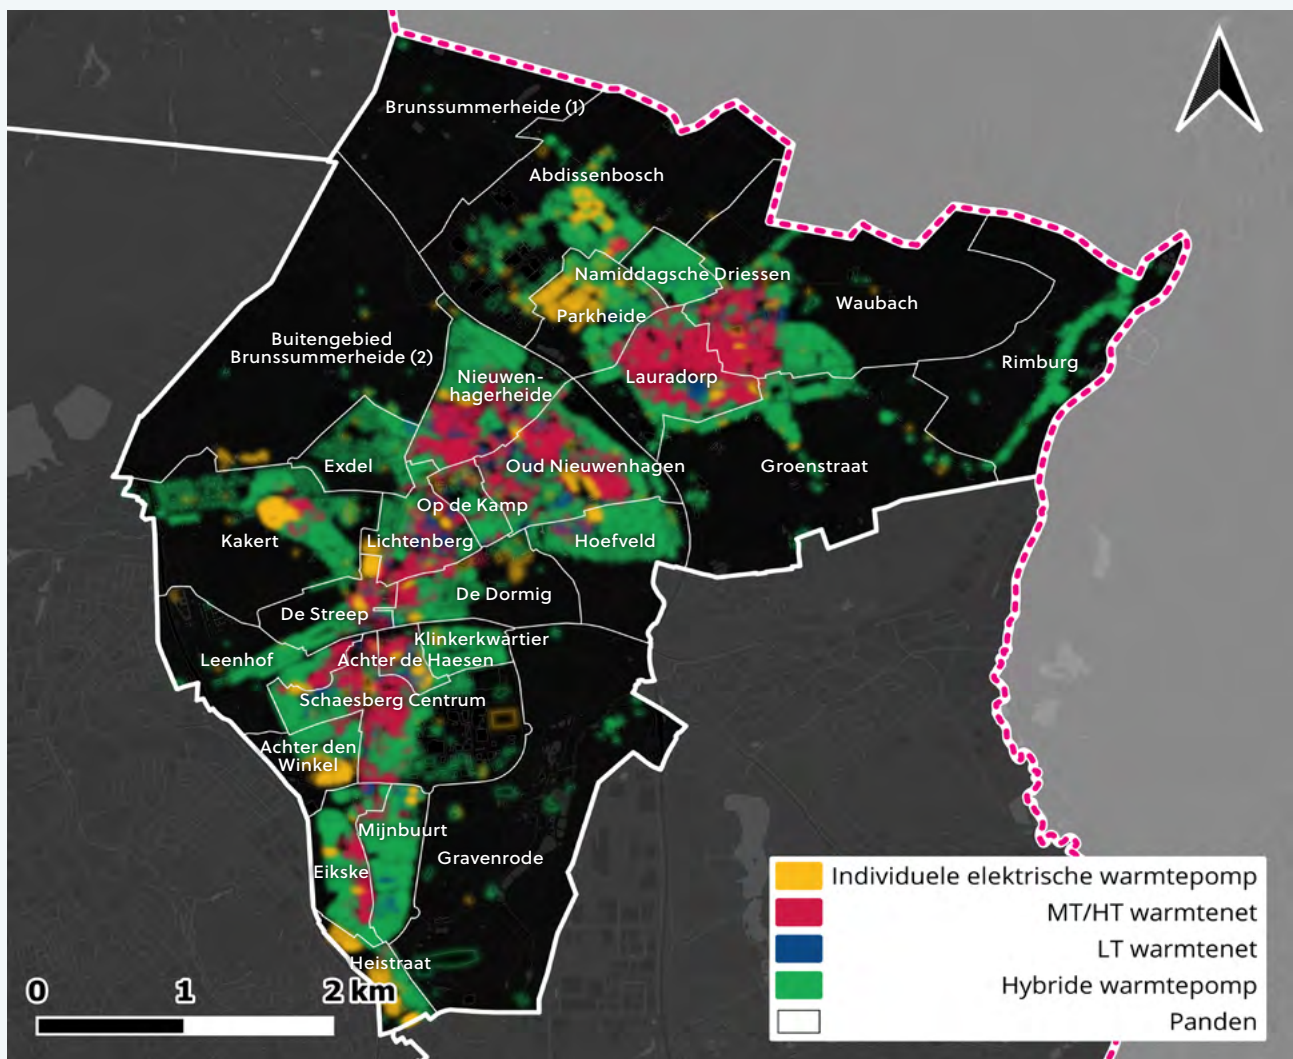 Brunssummerheide (1)
Abdissenbosch
Namiddagsche Driessen
Waubach
Parkheide
Buitengebied
Brunssummerheide (2)
Rimburg
Nieuwen-
hagerheide
Lauradorp
Exdel
Oud Nieuwenhagen
Groenstraat
Op de Kamp
Kakert
Lichtenberg
Hoefveld
De Dormig
De Streep
Klinkerkwartier
Leenhof
Achter de Haesen
Schaesberg Centrum
Achter den
Winkel
Mijnbuurt
Gravenrode
Eikske
Heistraat
0 1 2 km
Individuele elektrische warmtepomp
MT/HT warmtenet
LT warmtenet
Hybride warmtepomp
Panden